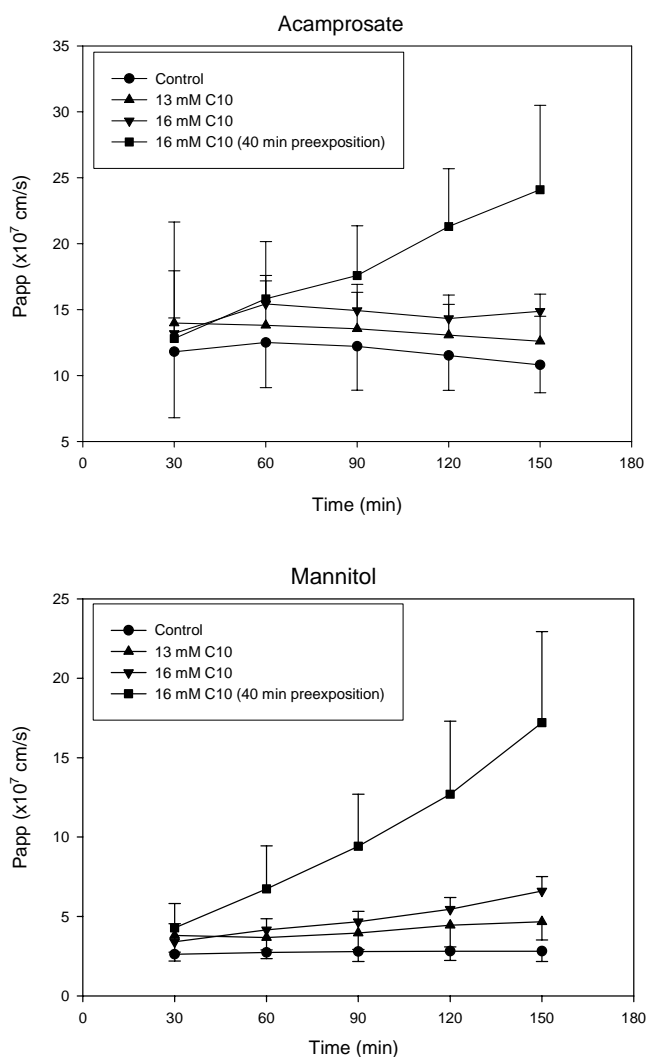 Acamprosate
35
30
25
20
15
10
5
Papp (x10⁷ cm/s)
Control
13 mM C10
16 mM C10
16 mM C10 (40 min preexposition)
0 30 60 90 120 150 180
Time (min)
Mannitol
25
20
15
10
5
0
Papp (x10⁷ cm/s)
Control
13 mM C10
16 mM C10
16 mM C10 (40 min preexposition)
0 30 60 90 120 150 180
Time (min)